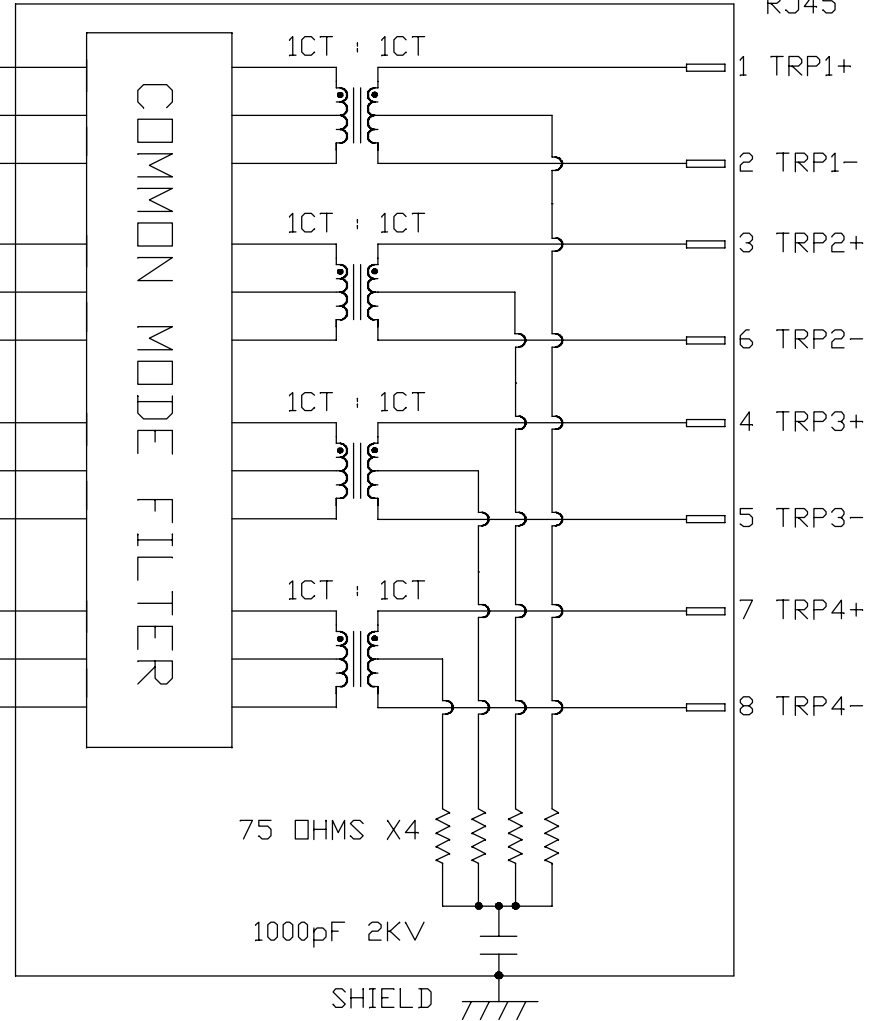 RJ45
1CT : 1CT
1 TRP1+
2 TRP1-
1CT : 1CT
3 TRP2+
6 TRP2-
1CT : 1CT
4 TRP3+
5 TRP3-
1CT : 1CT
7 TRP4+
8 TRP4-
COMMON MODE FILTER
75 OHMS X4
1000pF 2KV
SHIELD